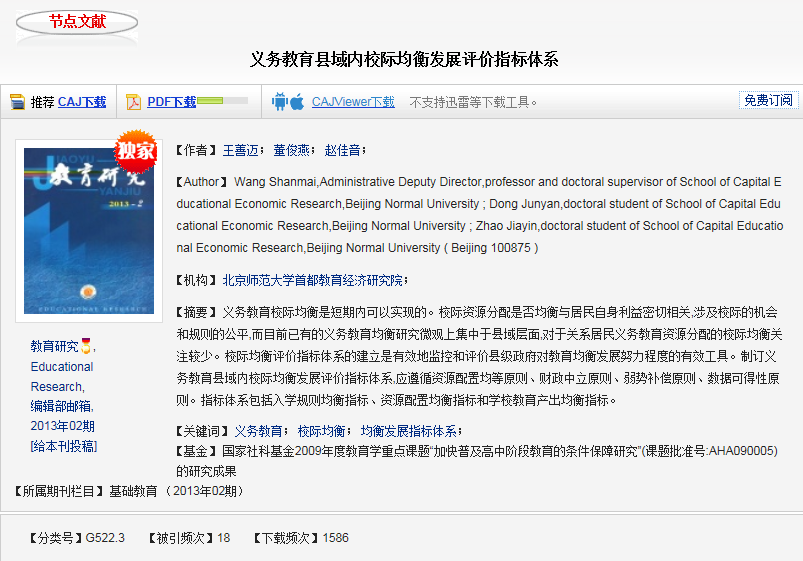 节点文献
义务教育县域内校际均衡发展评价指标体系
推荐 CAJ下载 PDF下载 CAJViewer下载 不支持迅雷等下载工具。 免费订阅
独家
JIAOYU
教育研究
YANJIU
2013-2
EDUCATIONAL RESEARCH
教育研究,
Educational
Research,
编辑部邮箱,
2013年02期
[给本刊投稿]
【作者】 王善迈; 董俊燕; 赵佳音;
【Author】 Wang Shanmai,Administrative Deputy Director,professor and doctoral supervisor of School of Capital E
ducational Economic Research,Beijing Normal University ; Dong Junyan,doctoral student of School of Capital Edu
cational Economic Research,Beijing Normal University ; Zhao Jiayin,doctoral student of School of Capital Educatio
nal Economic Research,Beijing Normal University ( Beijing 100875 )
【机构】 北京师范大学首都教育经济研究院;
【摘要】 义务教育校际均衡是短期内可以实现的。校际资源分配是否均衡与居民自身利益密切相关,涉及校际的机会
和规则的公平,而目前已有的义务教育均衡研究微观上集中于县域层面,对于关系居民义务教育资源分配的校际均衡关
注较少。校际均衡评价指标体系的建立是有效地监控和评价县级政府对教育均衡发展努力程度的有效工具。制订义
务教育县域内校际均衡发展评价指标体系,应遵循资源配置均等原则、财政中立原则、弱势补偿原则、数据可得性原
则。指标体系包括入学规则均衡指标、资源配置均衡指标和学校教育产出均衡指标。
【关键词】 义务教育; 校际均衡; 均衡发展指标体系;
【基金】 国家社科基金2009年度教育学重点课题“加快普及高中阶段教育的条件保障研究”(课题批准号:AHA090005)
的研究成果
【所属期刊栏目】 基础教育 （2013年02期）
【分类号】G522.3 【被引频次】18 【下载频次】1586